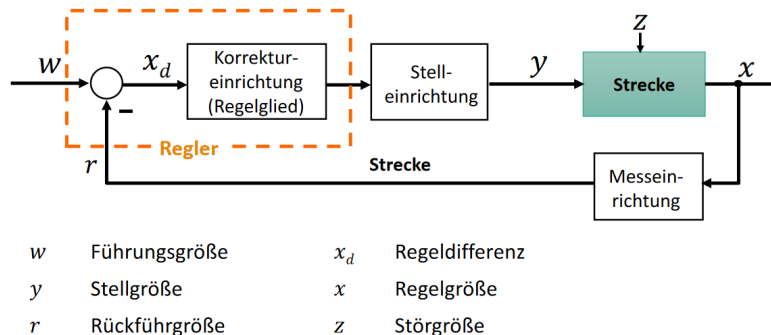 z
w
x_d
Korrektur-
einrichtung
(Regelglied)
Stell-
einrichtung
y
Strecke
x
–
Regler
r
Strecke
Messein-
richtung
w Führungsgröße x_d Regeldifferenz
y Stellgröße x Regelgröße
r Rückführgröße z Störgröße